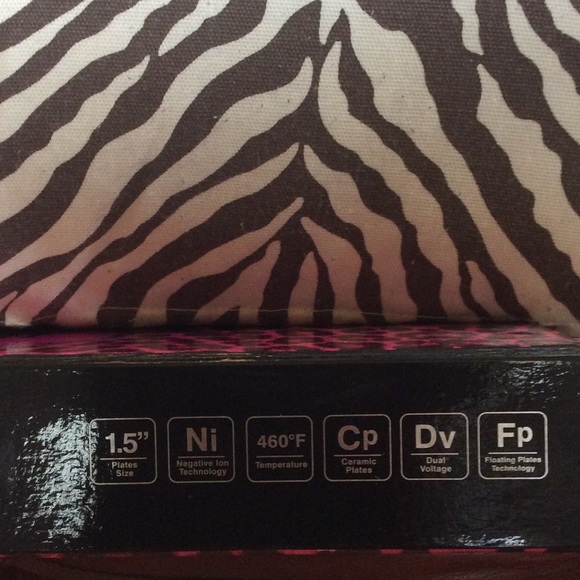 1.5”
Plates
Size
Ni
Negative Ion
Technology
460°F
Temperature
Cp
Ceramic
Plates
Dv
Dual
Voltage
Fp
Floating Plates
Technology